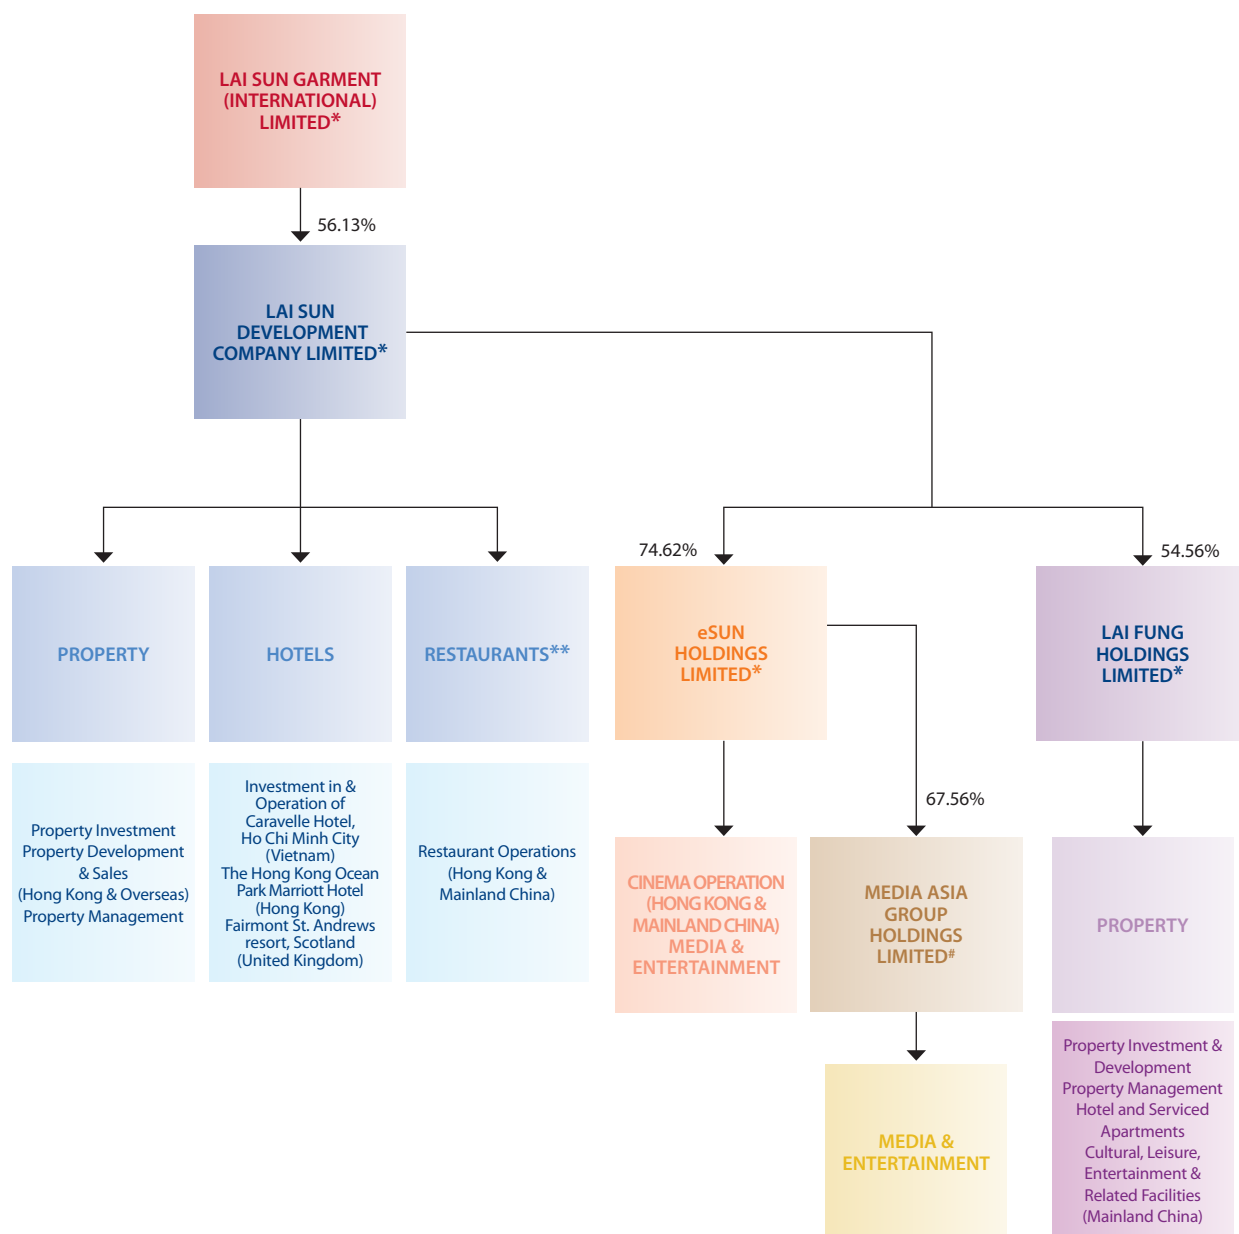 LAI SUN GARMENT
(INTERNATIONAL)
LIMITED*
56.13%
LAI SUN
DEVELOPMENT
COMPANY LIMITED*
74.62%
54.56%
PROPERTY
HOTELS
RESTAURANTS**
eSUN
HOLDINGS
LIMITED*
LAI FUNG
HOLDINGS
LIMITED*
Property Investment
Property Development
& Sales
(Hong Kong & Overseas)
Property Management
Investment in &
Operation of
Caravelle Hotel,
Ho Chi Minh City
(Vietnam)
The Hong Kong Ocean
Park Marriott Hotel
(Hong Kong)
Fairmont St. Andrews
resort, Scotland
(United Kingdom)
Restaurant Operations
(Hong Kong &
Mainland China)
67.56%
CINEMA OPERATION
(HONG KONG &
MAINLAND CHINA)
MEDIA &
ENTERTAINMENT
MEDIA ASIA
GROUP
HOLDINGS
LIMITED#
PROPERTY
MEDIA &
ENTERTAINMENT
Property Investment &
Development
Property Management
Hotel and Serviced
Apartments
Cultural, Leisure,
Entertainment &
Related Facilities
(Mainland China)